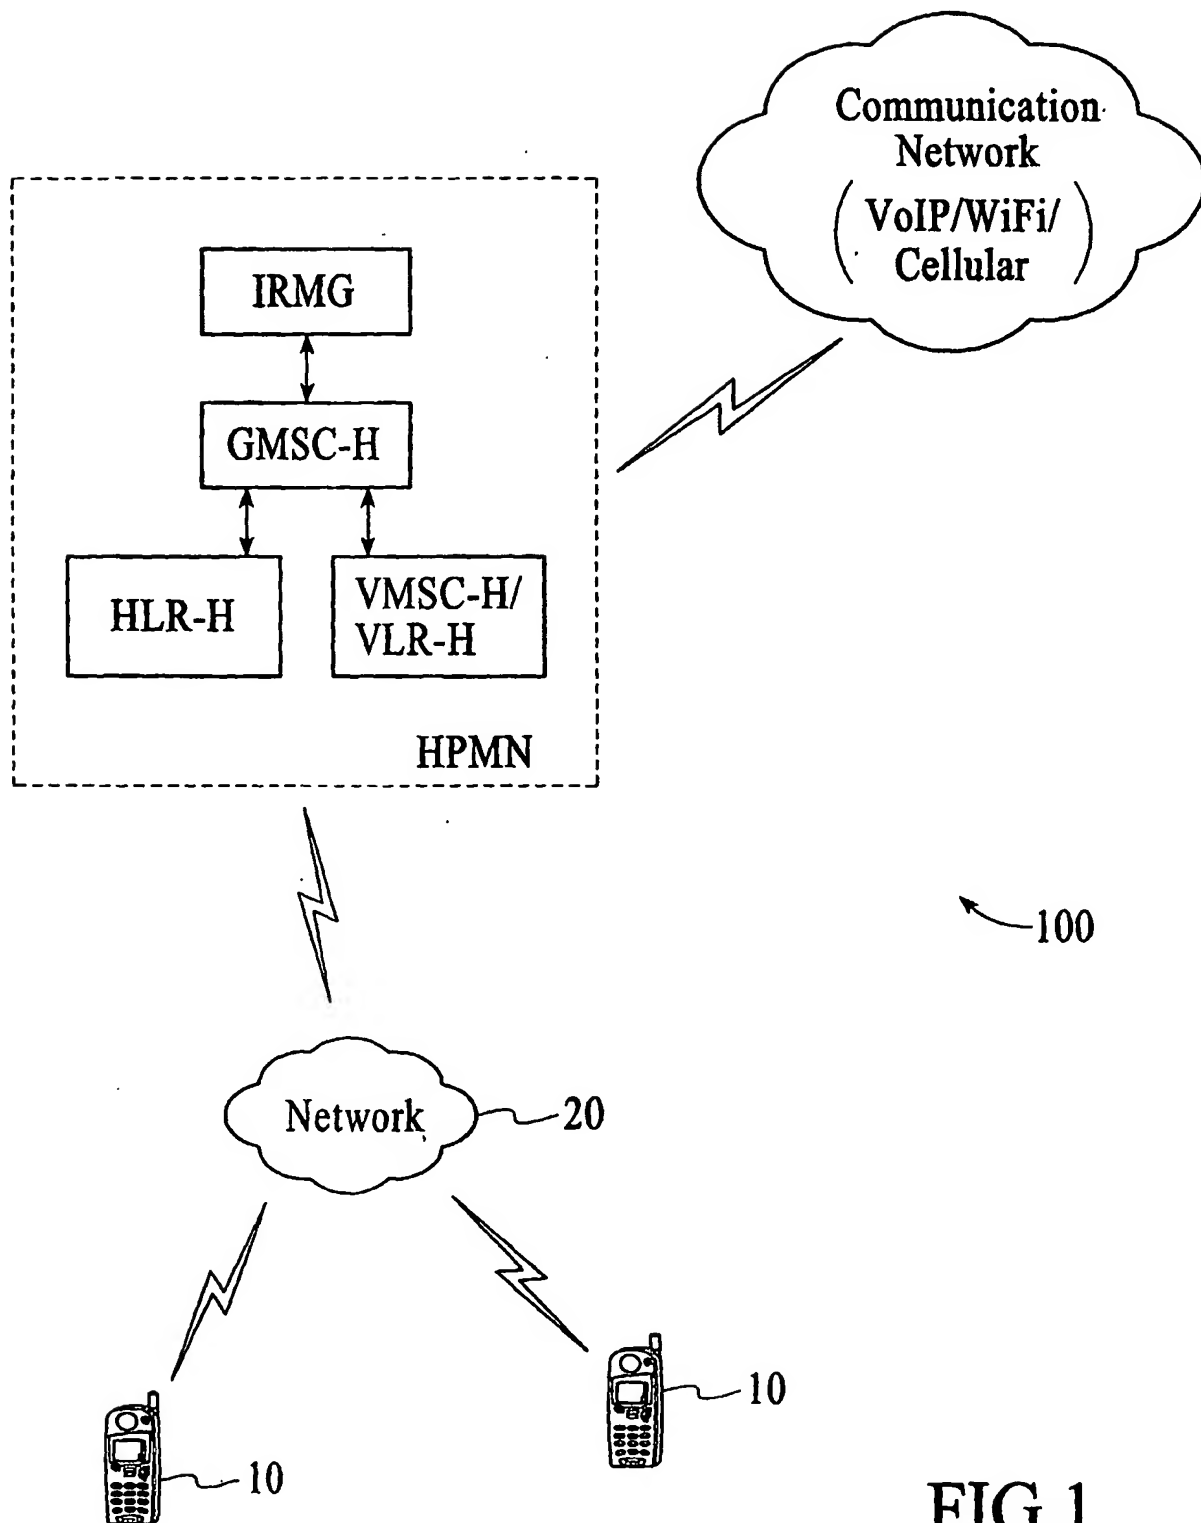 Communication
Network
(VoIP/WiFi/
Cellular)
IRMG
GMSC-H
HLR-H
VMSC-H/
VLR-H
HPMN
100
Network
20
10
10
FIG.1